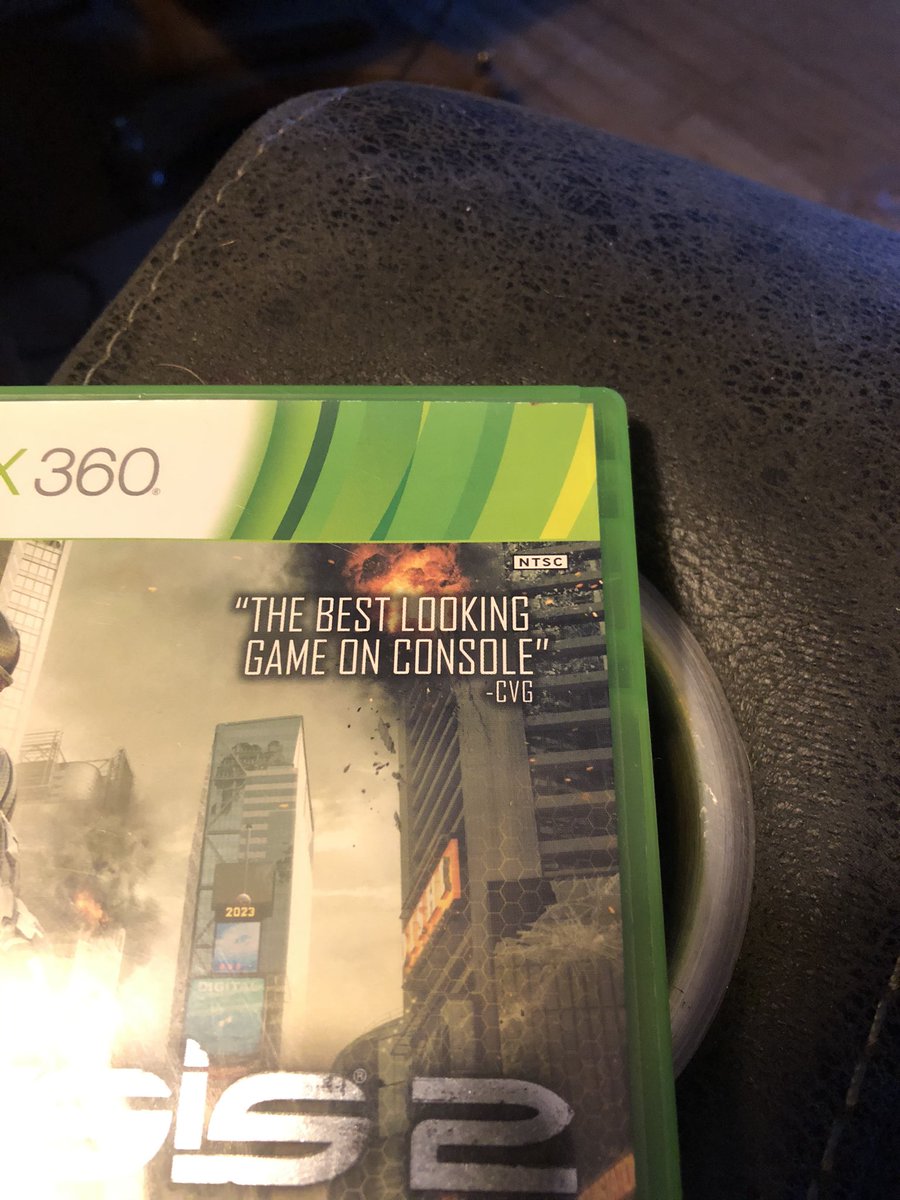 X 360
NTSC
"THE BEST LOOKING
GAME ON CONSOLE"
-CVG
2023
DIGITAL
SIS 2